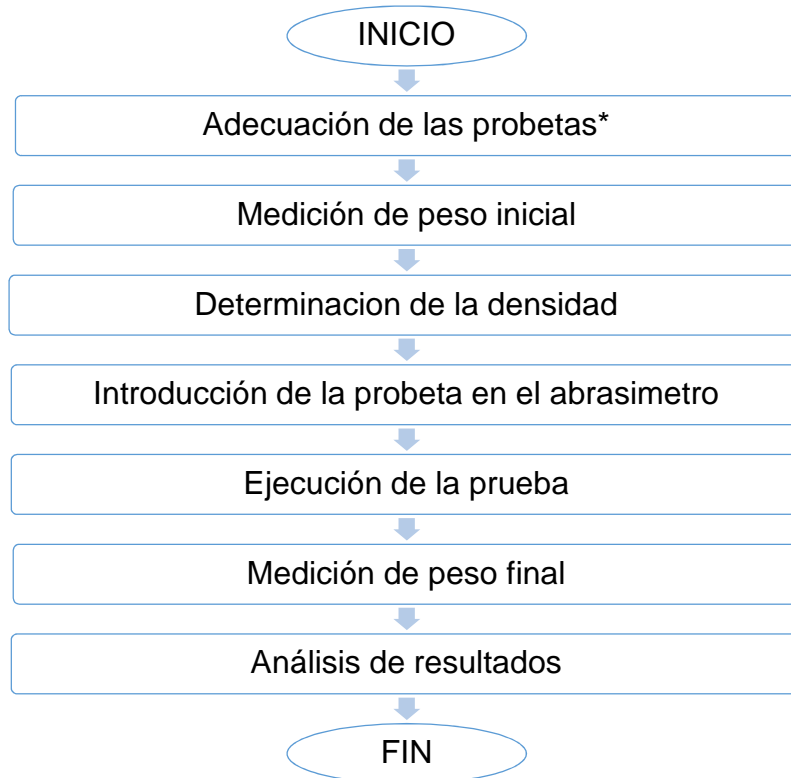 INICIO
Adecuación de las probetas*
Medición de peso inicial
Determinacion de la densidad
Introducción de la probeta en el abrasimetro
Ejecución de la prueba
Medición de peso final
Análisis de resultados
FIN